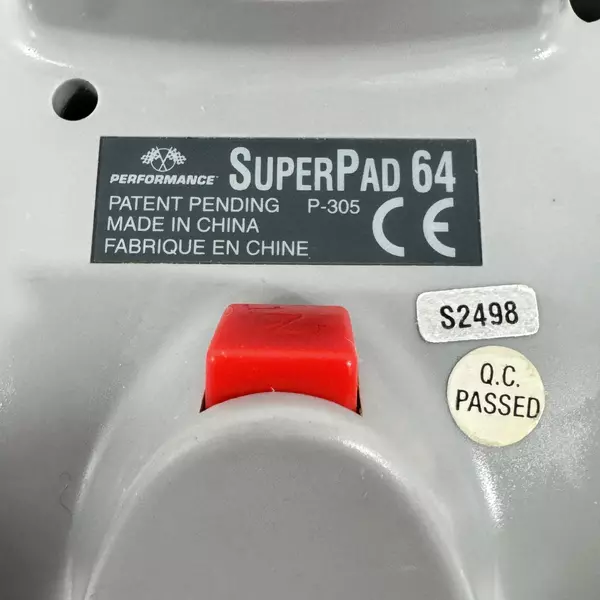 PERFORMANCE
SUPERPAD 64
PATENT PENDING P-305
MADE IN CHINA
FABRIQUE EN CHINE
CE
Z
S2498
Q.C.
PASSED